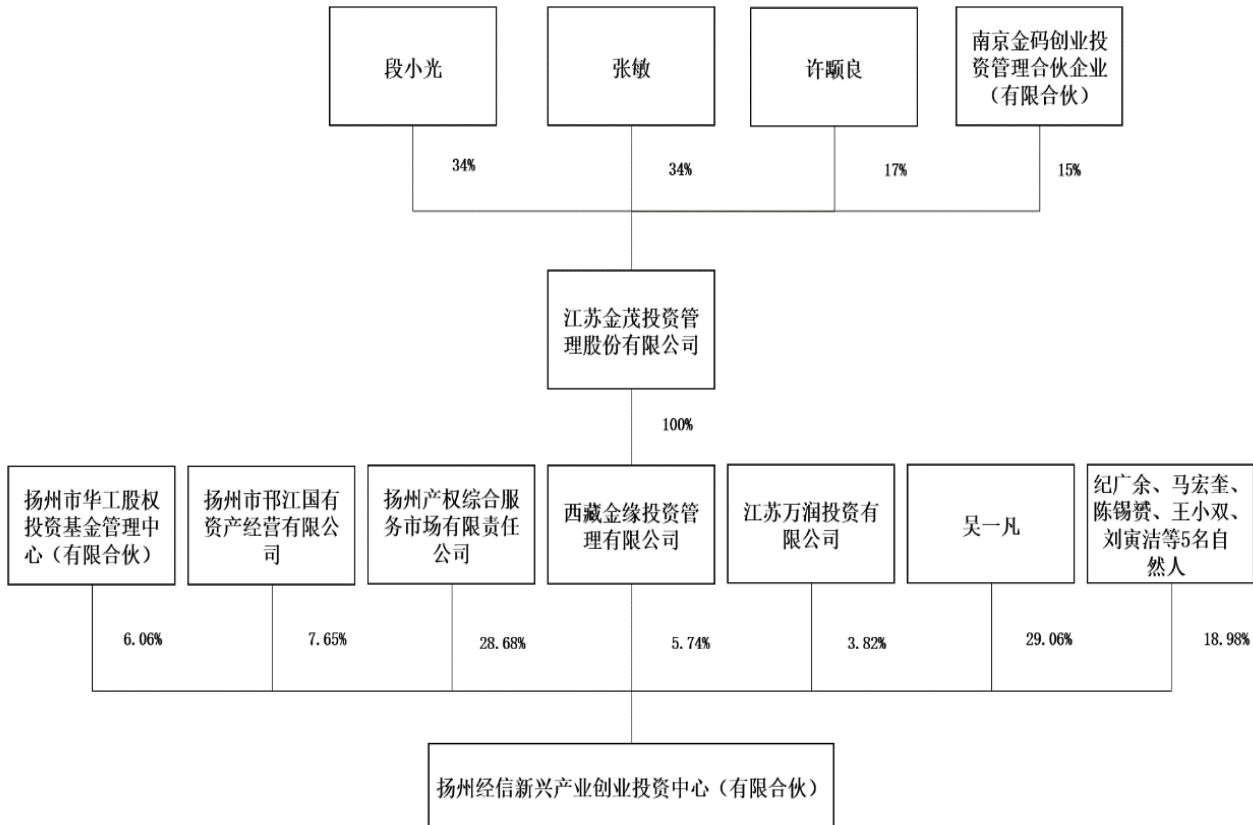 段小光
张敏
许颙良
南京金码创业投
资管理合伙企业
（有限合伙）
34%
34%
17%
15%
江苏金茂投资管
理股份有限公司
100%
扬州市华工股权
投资基金管理中
心（有限合伙）
扬州市邗江国有
资产经营有限公
司
扬州产权综合服
务市场有限责任
公司
西藏金缘投资管
理有限公司
江苏万润投资有
限公司
吴一凡
纪广余、马宏奎、
陈锡赟、王小双、
刘寅洁等5名自
然人
6.06%
7.65%
28.68%
5.74%
3.82%
29.06%
18.98%
扬州经信新兴产业创业投资中心（有限合伙）